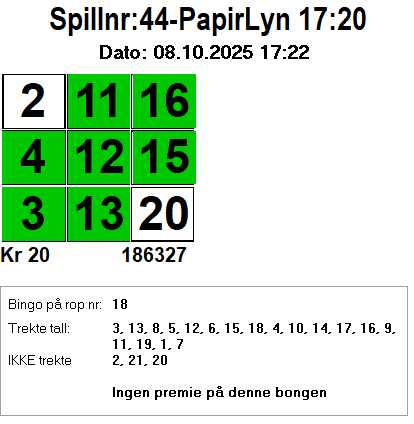 Spillnr:44-PapirLyn 17:20
Dato: 08.10.2025 17:22
2 11 16
4 12 15
3 13 20
Kr 20 186327
Bingo på rop nr: 18
Trekte tall: 3, 13, 8, 5, 12, 6, 15, 18, 4, 10, 14, 17, 16, 9,
11, 19, 1, 7
IKKE trekte 2, 21, 20
Ingen premie på denne bongen